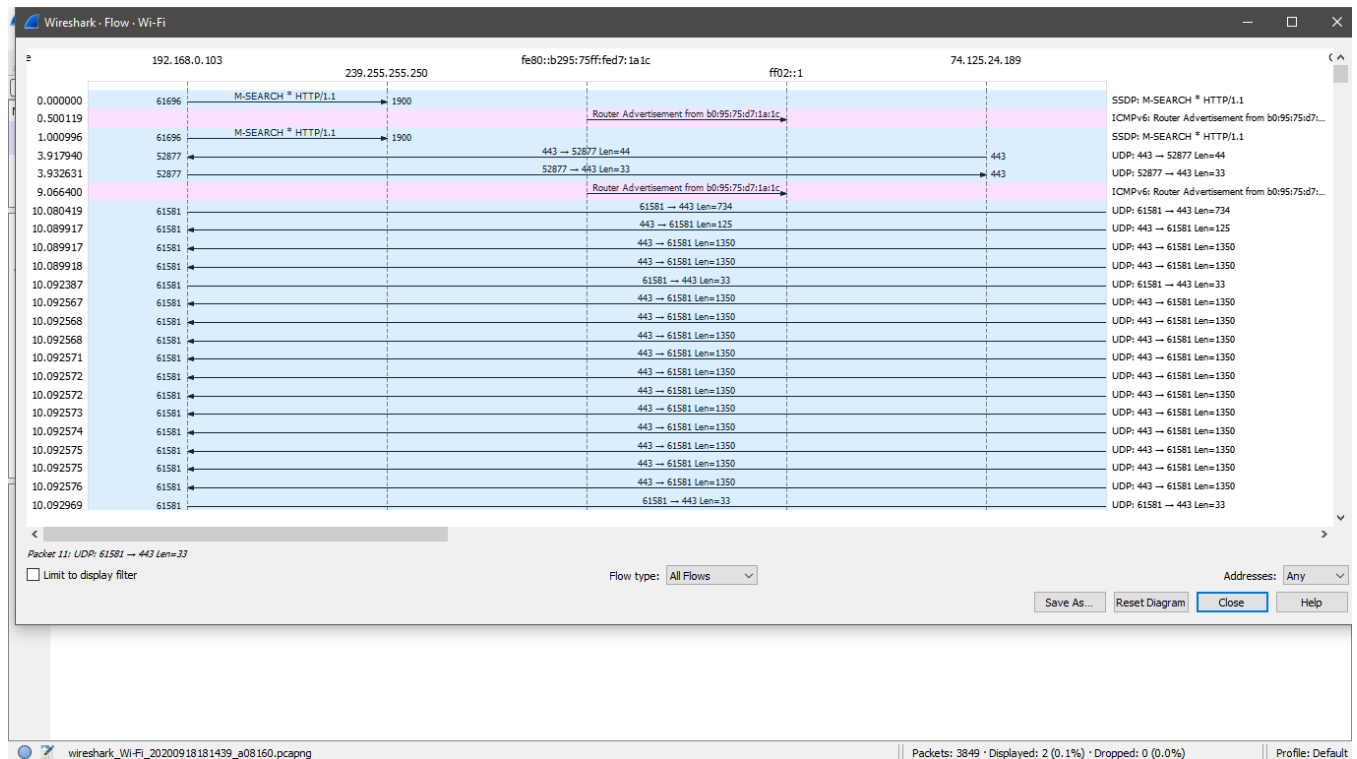 Wireshark · Flow · Wi-Fi
192.168.0.103 fe80::b295:75ff:fed7:1a1c 74.125.24.189
239.255.255.250 ff02::1
0.000000 61696 M-SEARCH * HTTP/1.1 1900 SSDP: M-SEARCH * HTTP/1.1
0.500119 Router Advertisement from b0:95:75:d7:1a:1c ICMPv6: Router Advertisement from b0:95:75:d7:...
1.000996 61696 M-SEARCH * HTTP/1.1 1900 SSDP: M-SEARCH * HTTP/1.1
3.917940 52877 443 → 52877 Len=44 443 UDP: 443 → 52877 Len=44
3.932631 52877 52877 → 443 Len=33 443 UDP: 52877 → 443 Len=33
9.066400 Router Advertisement from b0:95:75:d7:1a:1c ICMPv6: Router Advertisement from b0:95:75:d7:...
10.080419 61581 61581 → 443 Len=734 UDP: 61581 → 443 Len=734
10.089917 61581 443 → 61581 Len=125 UDP: 443 → 61581 Len=125
10.089917 61581 443 → 61581 Len=1350 UDP: 443 → 61581 Len=1350
10.089918 61581 443 → 61581 Len=1350 UDP: 443 → 61581 Len=1350
10.092387 61581 61581 → 443 Len=33 UDP: 61581 → 443 Len=33
10.092567 61581 443 → 61581 Len=1350 UDP: 443 → 61581 Len=1350
10.092568 61581 443 → 61581 Len=1350 UDP: 443 → 61581 Len=1350
10.092568 61581 443 → 61581 Len=1350 UDP: 443 → 61581 Len=1350
10.092571 61581 443 → 61581 Len=1350 UDP: 443 → 61581 Len=1350
10.092572 61581 443 → 61581 Len=1350 UDP: 443 → 61581 Len=1350
10.092572 61581 443 → 61581 Len=1350 UDP: 443 → 61581 Len=1350
10.092573 61581 443 → 61581 Len=1350 UDP: 443 → 61581 Len=1350
10.092574 61581 443 → 61581 Len=1350 UDP: 443 → 61581 Len=1350
10.092575 61581 443 → 61581 Len=1350 UDP: 443 → 61581 Len=1350
10.092575 61581 443 → 61581 Len=1350 UDP: 443 → 61581 Len=1350
10.092576 61581 443 → 61581 Len=1350 UDP: 443 → 61581 Len=1350
10.092969 61581 61581 → 443 Len=33 UDP: 61581 → 443 Len=33
Packet 11: UDP: 61581 → 443 Len=33
Limit to display filter Flow type: All Flows Addresses: Any
Save As... Reset Diagram Close Help
wireshark_Wi-Fi_20200918181439_a08160.pcapng Packets: 3849 · Displayed: 2 (0.1%) · Dropped: 0 (0.0%) Profile: Default